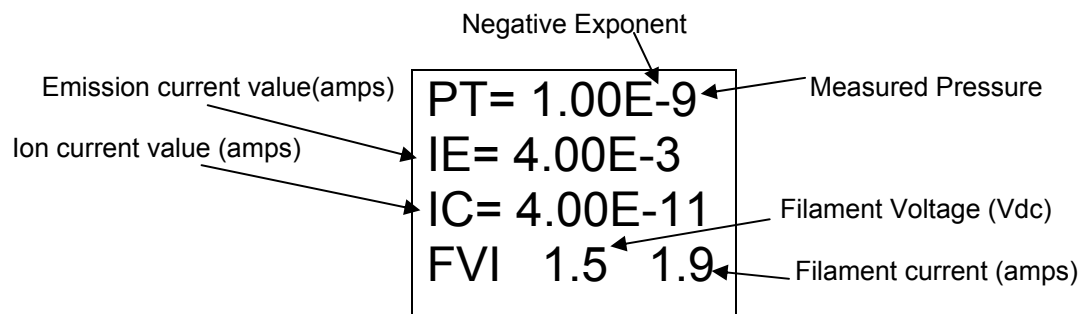 Negative Exponent
Emission current value(amps)
Measured Pressure
Ion current value (amps)
PT= 1.00E-9
IE= 4.00E-3
IC= 4.00E-11
FVI 1.5 1.9
Filament Voltage (Vdc)
Filament current (amps)